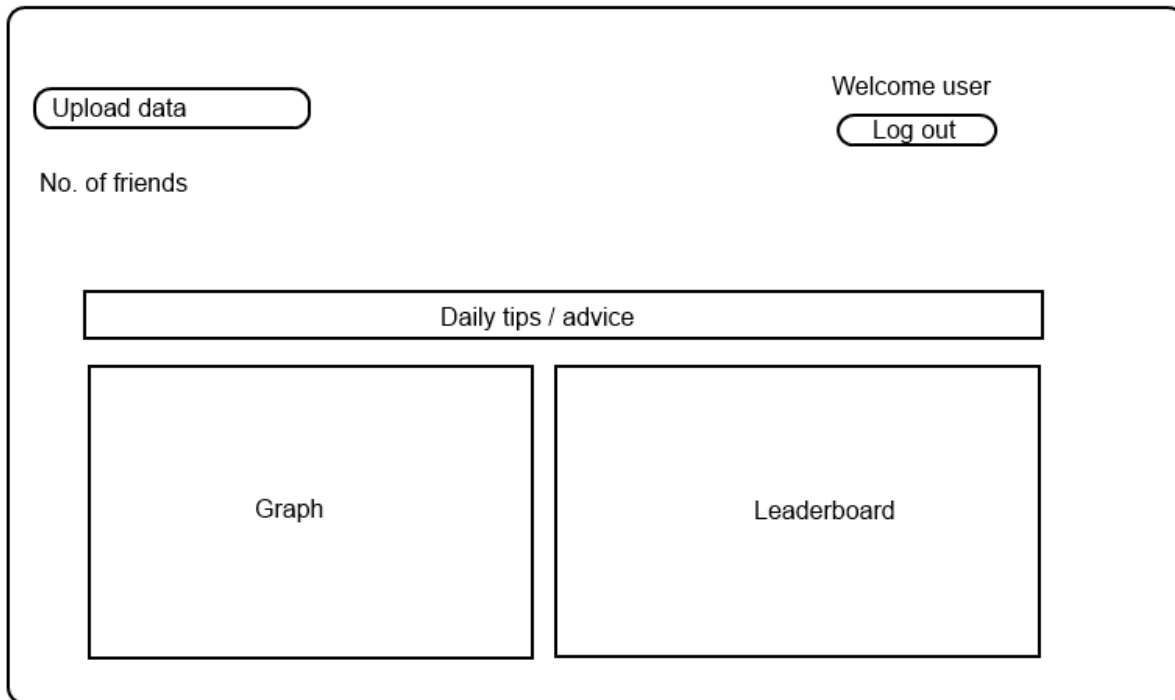 Welcome user
Upload data
Log out
No. of friends
Daily tips / advice
Graph
Leaderboard